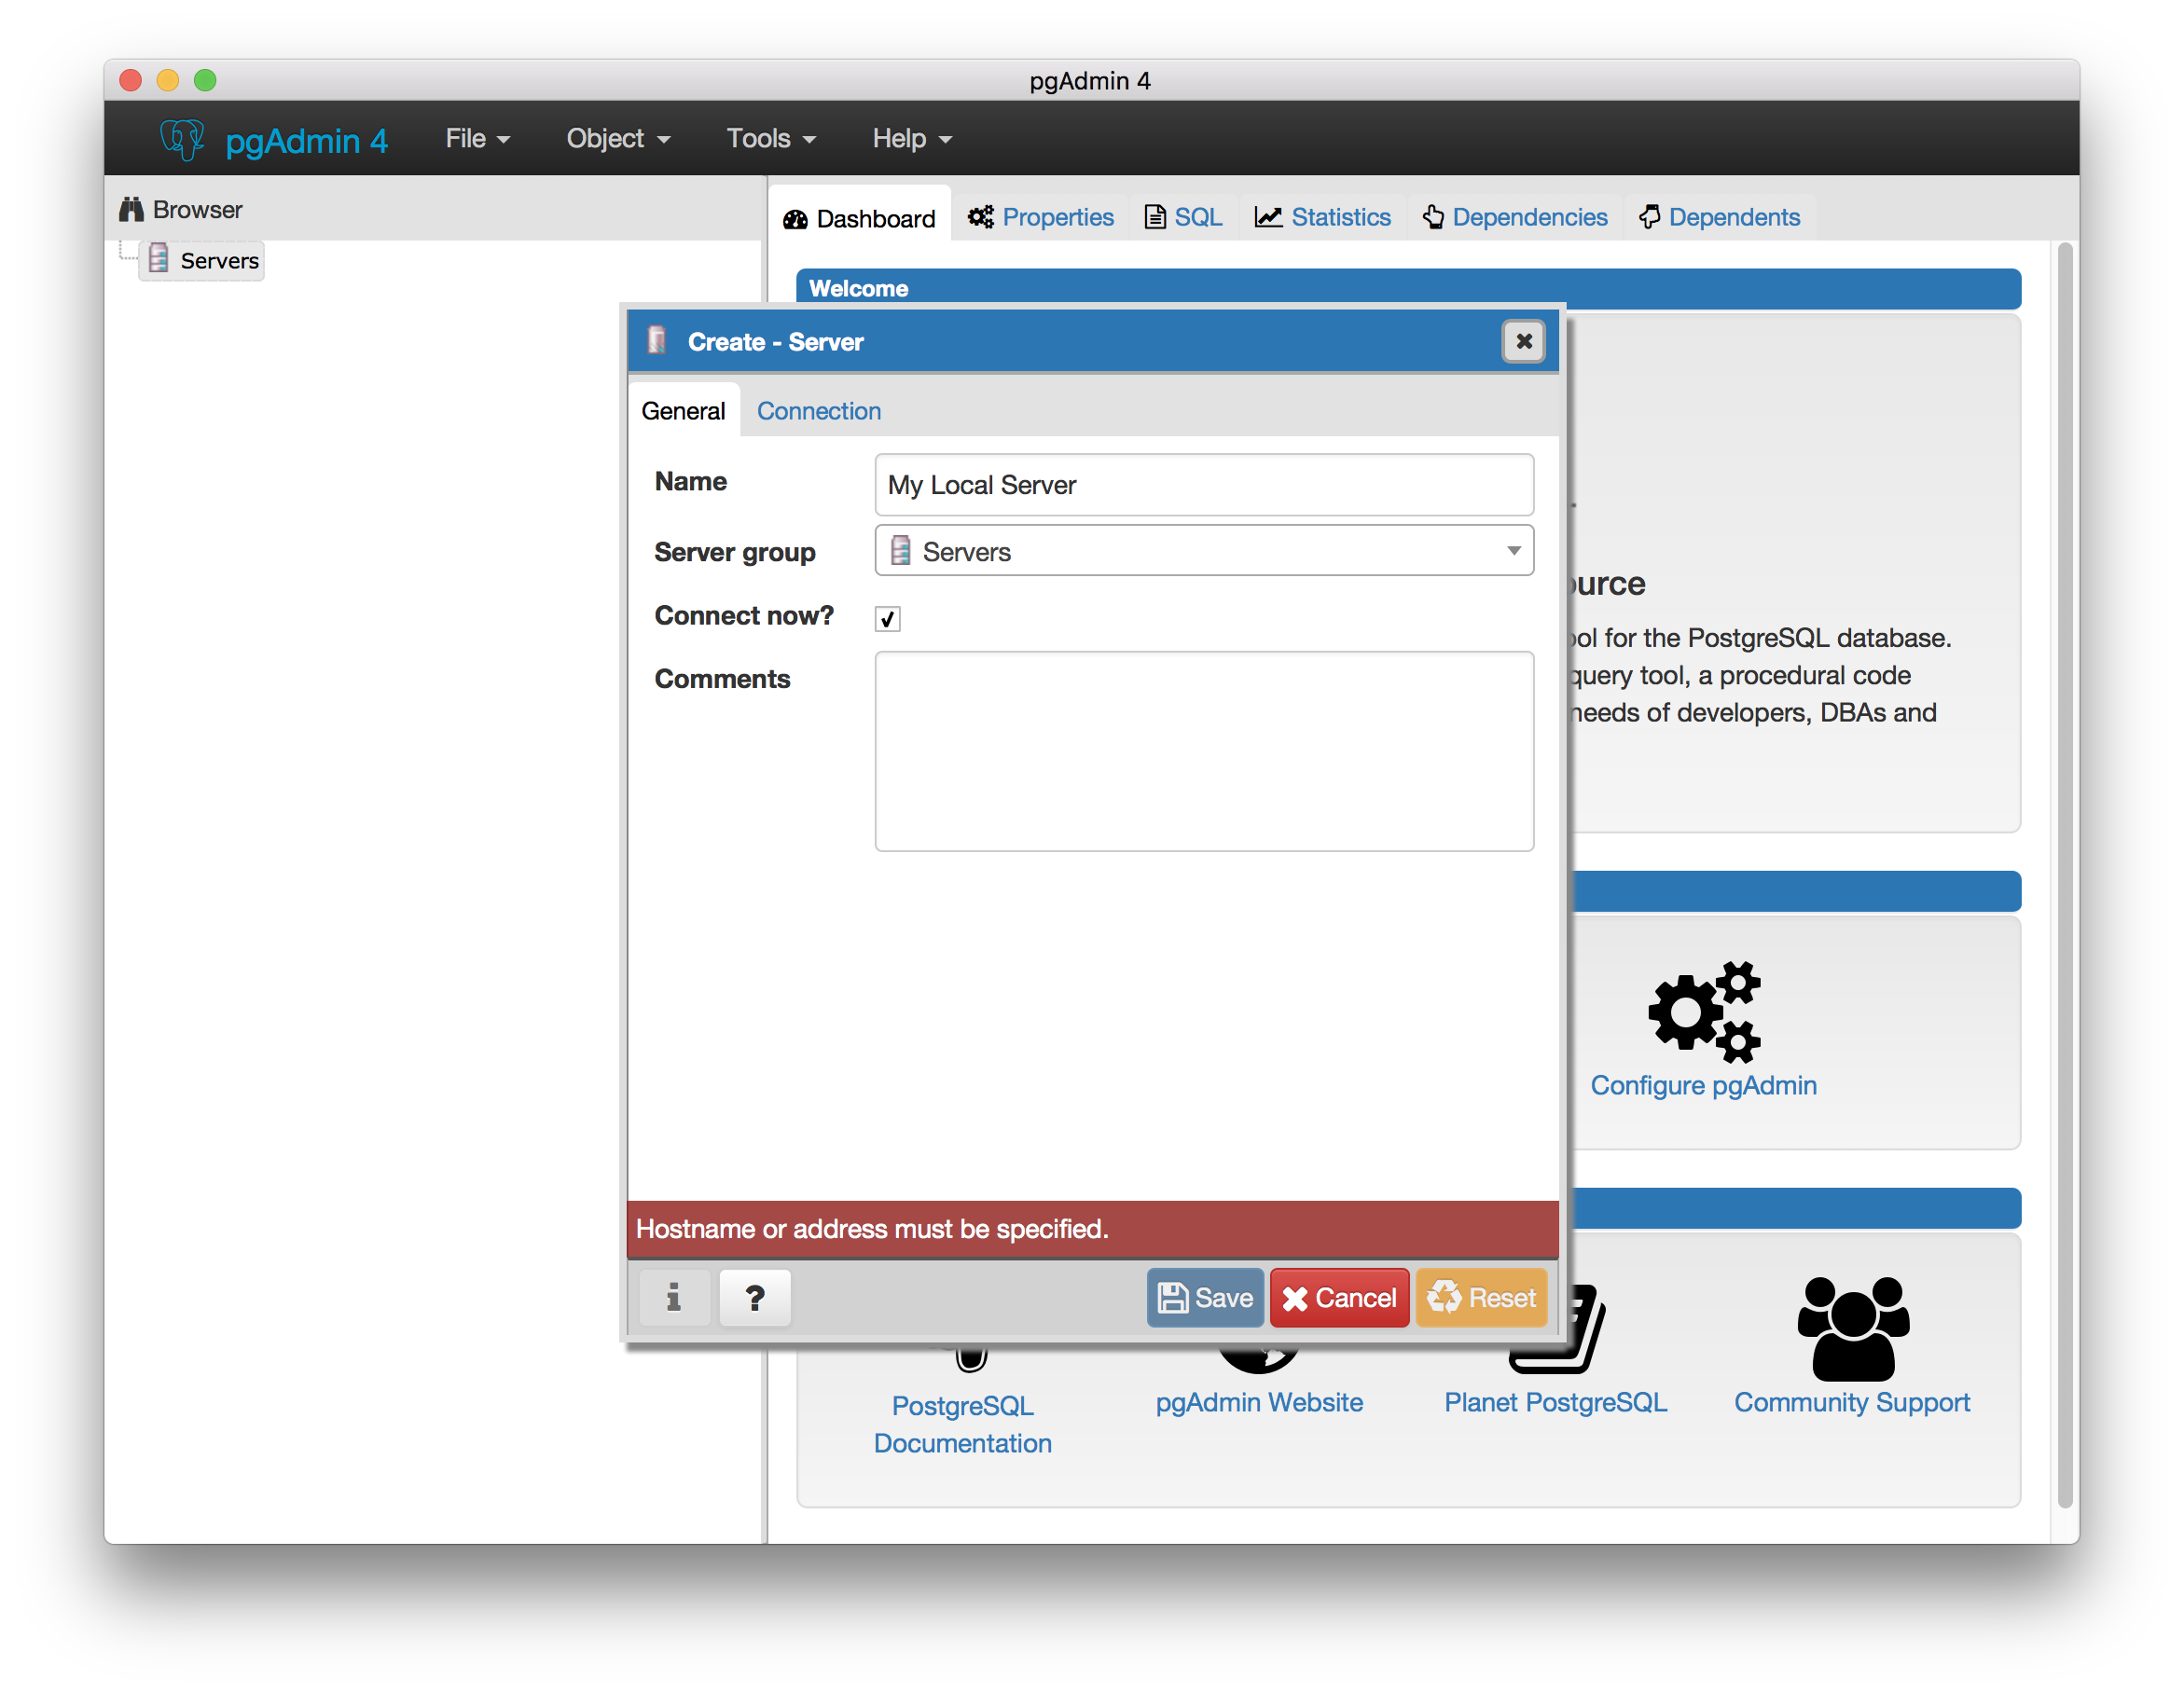 pgAdmin 4
pgAdmin 4 File Object Tools Help
Browser
Servers
Dashboard Properties SQL Statistics Dependencies Dependents
Welcome
Create - Server
General Connection
Name My Local Server
Server group Servers
Connect now?
Comments
ool for the PostgreSQL database.
query tool, a procedural code
needs of developers, DBAs and
Configure pgAdmin
Hostname or address must be specified.
i ? Save Cancel Reset
PostgreSQL
Documentation
pgAdmin Website
Planet PostgreSQL
Community Support